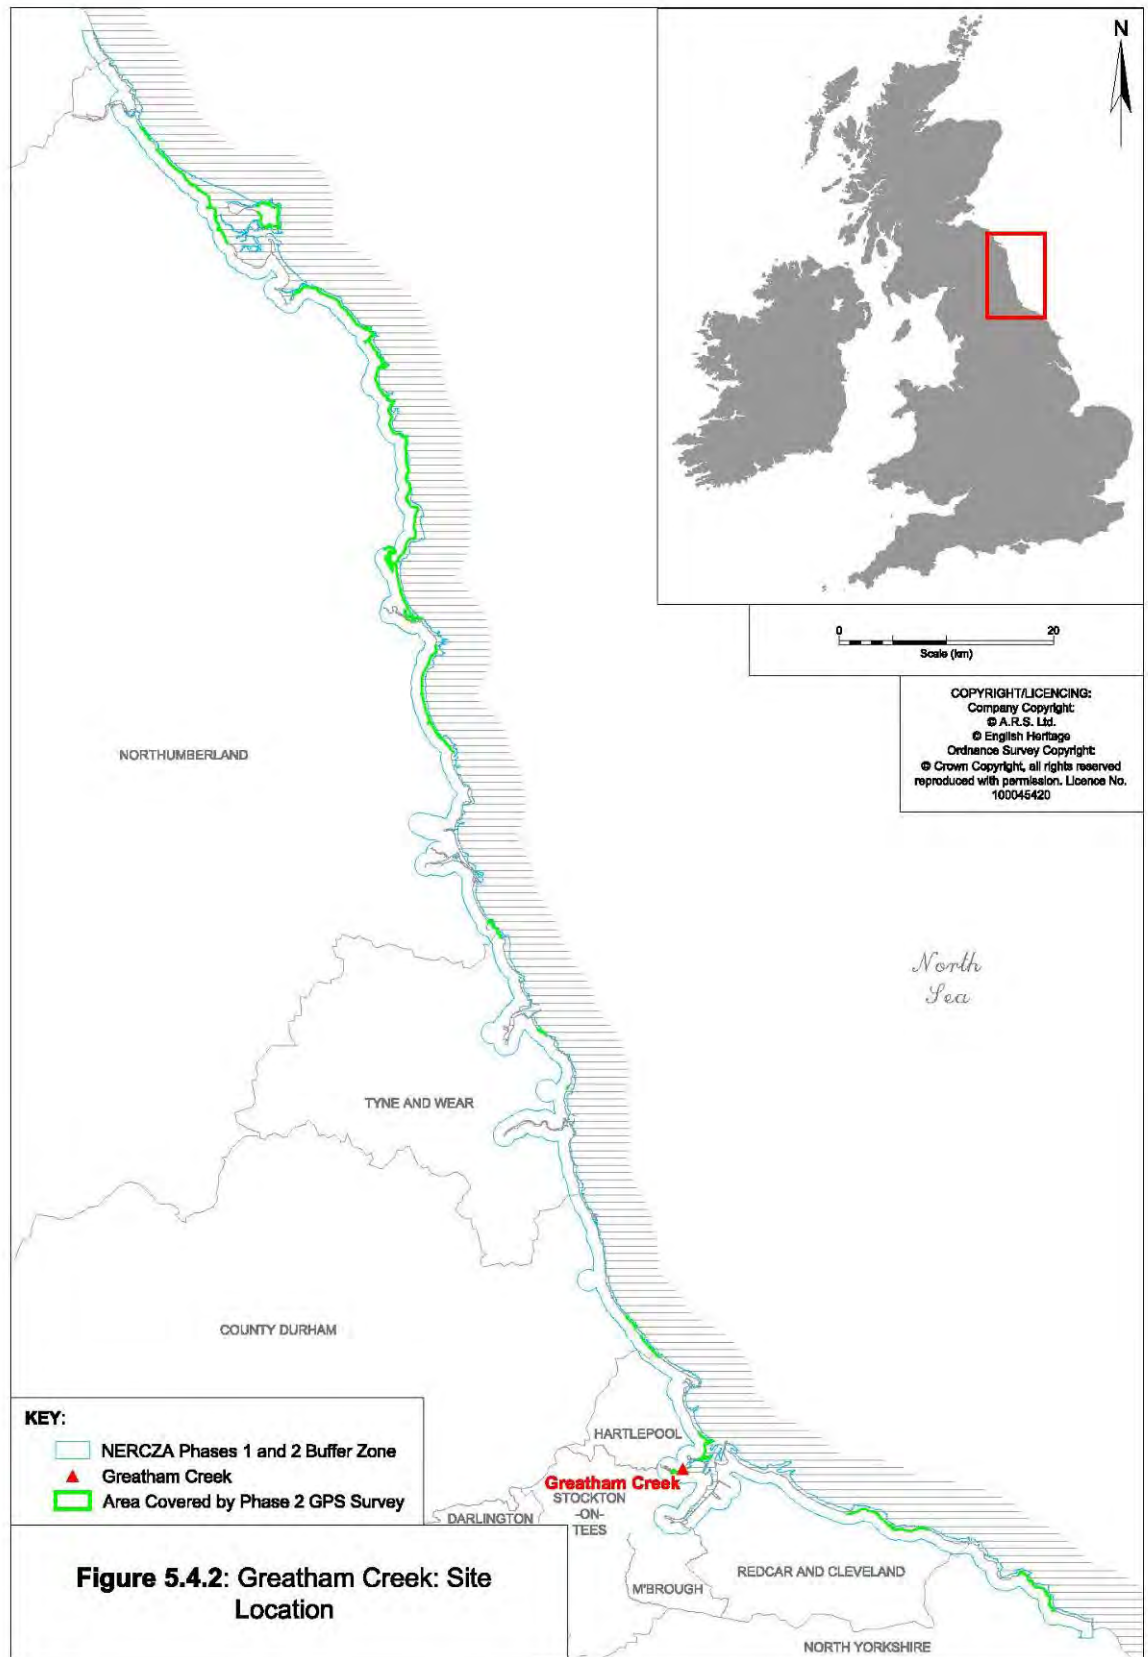 N
0 20
Scale (km)
COPYRIGHT/LICENCING:
Company Copyright:
© A.R.S. Ltd.
© English Heritage
Ordnance Survey Copyright:
© Crown Copyright, all rights reserved
reproduced with permission. Licence No.
100045420
NORTHUMBERLAND
North
Sea
TYNE AND WEAR
COUNTY DURHAM
HARTLEPOOL
Greatham Creek
STOCKTON
-ON-
TEES
DARLINGTON
M'BROUGH
REDCAR AND CLEVELAND
NORTH YORKSHIRE
KEY:
NERCZA Phases 1 and 2 Buffer Zone
Greatham Creek
Area Covered by Phase 2 GPS Survey
Figure 5.4.2: Greatham Creek: Site
Location